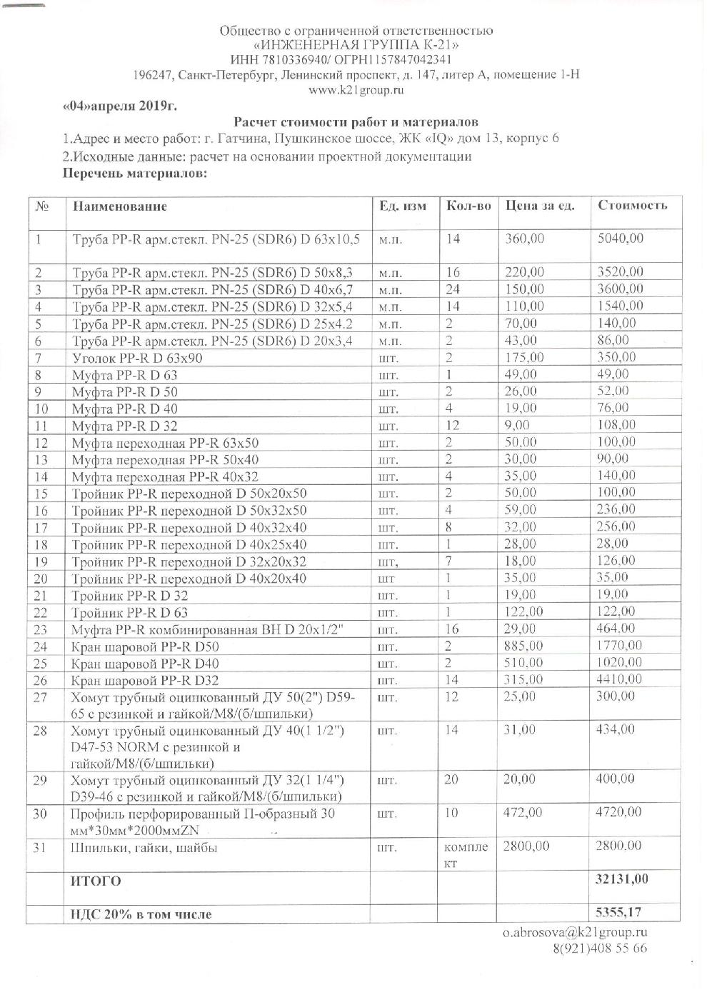 Общество с ограниченной ответственностью
«ИНЖЕНЕРНАЯ ГРУППА К-21»
ИНН 7810336940/ ОГРН1157847042341
196247, Санкт-Петербург, Ленинский проспект, д. 147, литер А, помещение 1-Н
www.k21group.ru
«04»апреля 2019г.
Расчет стоимости работ и материалов
1.Адрес и место работ: г. Гатчина, Пушкинское шоссе, ЖК «IQ» дом 13, корпус 6
2.Исходные данные: расчет на основании проектной документации
Перечень материалов:
№ Наименование Ед. изм Кол-во Цена за ед. Стоимость
1 Труба PP-R арм.стекл. PN-25 (SDR6) D 63x10,5 м.п. 14 360,00 5040,00
2 Труба PP-R арм.стекл. PN-25 (SDR6) D 50x8,3 м.п. 16 220,00 3520,00
3 Труба PP-R арм.стекл. PN-25 (SDR6) D 40x6,7 м.п. 24 150,00 3600,00
4 Труба PP-R арм.стекл. PN-25 (SDR6) D 32x5,4 м.п. 14 110,00 1540,00
5 Труба PP-R арм.стекл. PN-25 (SDR6) D 25x4.2 м.п. 2 70,00 140,00
6 Труба PP-R арм.стекл. PN-25 (SDR6) D 20x3,4 м.п. 2 43,00 86,00
7 Уголок PP-R D 63x90 шт. 2 175,00 350,00
8 Муфта PP-R D 63 шт. 1 49,00 49,00
9 Муфта PP-R D 50 шт. 2 26,00 52,00
10 Муфта PP-R D 40 шт. 4 19,00 76,00
11 Муфта PP-R D 32 шт. 12 9,00 108,00
12 Муфта переходная PP-R 63x50 шт. 2 50,00 100,00
13 Муфта переходная PP-R 50x40 шт. 2 30,00 90,00
14 Муфта переходная PP-R 40x32 шт. 4 35,00 140,00
15 Тройник PP-R переходной D 50x20x50 шт. 2 50,00 100,00
16 Тройник PP-R переходной D 50x32x50 шт. 4 59,00 236,00
17 Тройник PP-R переходной D 40x32x40 шт. 8 32,00 256,00
18 Тройник PP-R переходной D 40x25x40 шт. 1 28,00 28,00
19 Тройник PP-R переходной D 32x20x32 шт, 7 18,00 126,00
20 Тройник PP-R переходной D 40x20x40 шт 1 35,00 35,00
21 Тройник PP-R D 32 шт. 1 19,00 19,00
22 Тройник PP-R D 63 шт. 1 122,00 122,00
23 Муфта PP-R комбинированная ВН D 20x1/2" шт. 16 29,00 464,00
24 Кран шаровой PP-R D50 шт. 2 885,00 1770,00
25 Кран шаровой PP-R D40 шт. 2 510,00 1020,00
26 Кран шаровой PP-R D32 шт. 14 315,00 4410,00
27 Хомут трубный оцинкованный ДУ 50(2") D59- шт. 12 25,00 300,00
65 с резинкой и гайкой/М8/(б/шпильки)
28 Хомут трубный оцинкованный ДУ 40(1 1/2") шт. 14 31,00 434,00
D47-53 NORM с резинкой и
гайкой/М8/(б/шпильки)
29 Хомут трубный оцинкованный ДУ 32(1 1/4") шт. 20 20,00 400,00
D39-46 с резинкой и гайкой/М8/(б/шпильки)
30 Профиль перфорированный П-образный 30 шт. 10 472,00 4720,00
мм*30мм*2000ммZN
31 Шпильки, гайки, шайбы шт. компле 2800,00 2800,00
кт
ИТОГО 32131,00
НДС 20% в том числе 5355,17
o.abrosova@k21group.ru
8(921)408 55 66